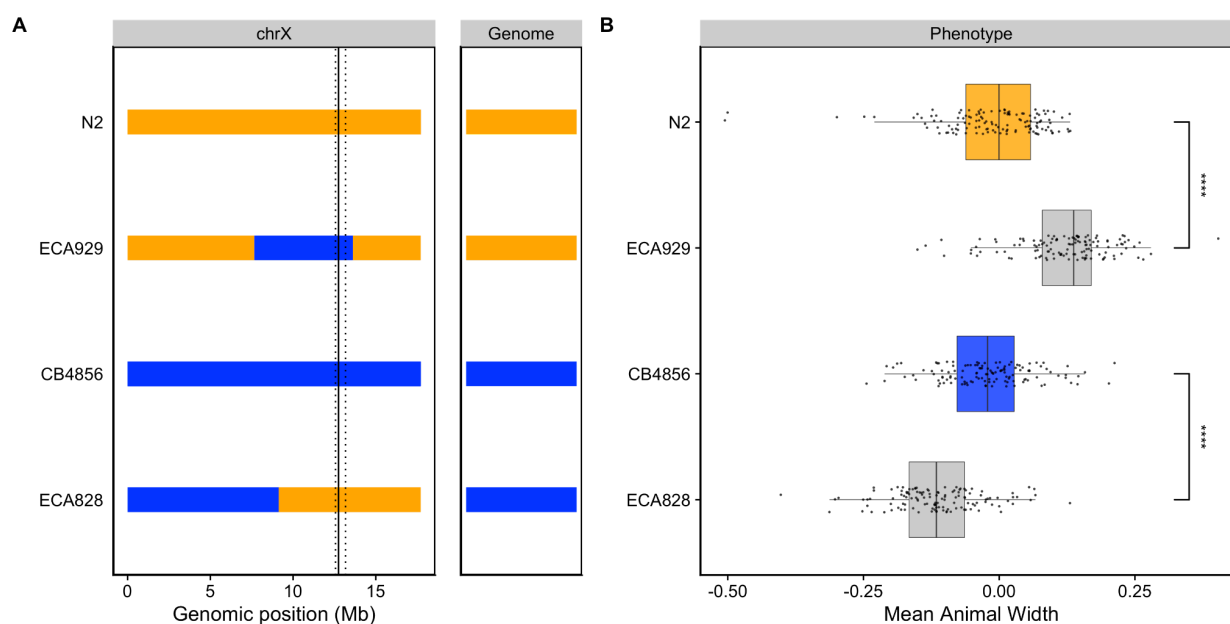 A
chrX
Genome
N2
ECA929
CB4856
ECA828
0 5 10 15
Genomic position (Mb)
B
Phenotype
N2
ECA929
CB4856
ECA828
****
****
-0.50 -0.25 0.00 0.25
Mean Animal Width